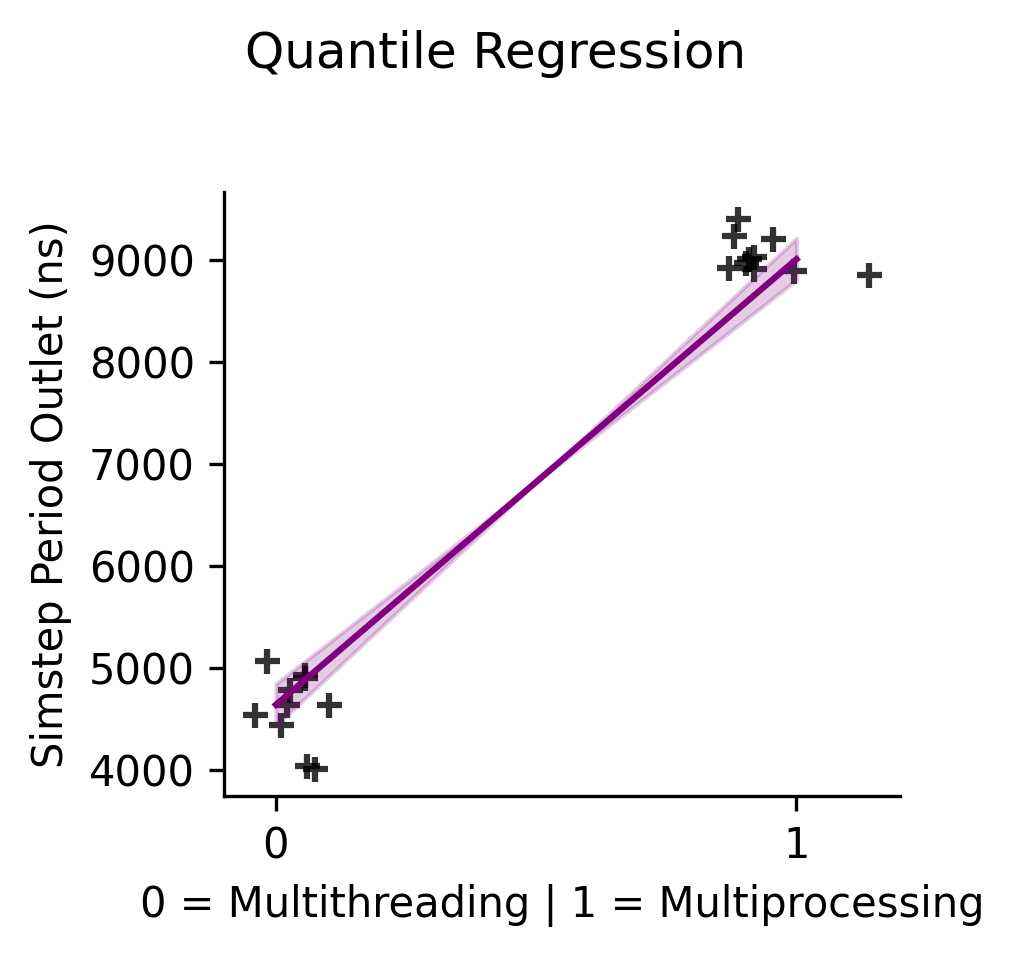 Quantile Regression
Simstep Period Outlet (ns)
9000
8000
7000
6000
5000
4000
0 1
0 = Multithreading | 1 = Multiprocessing